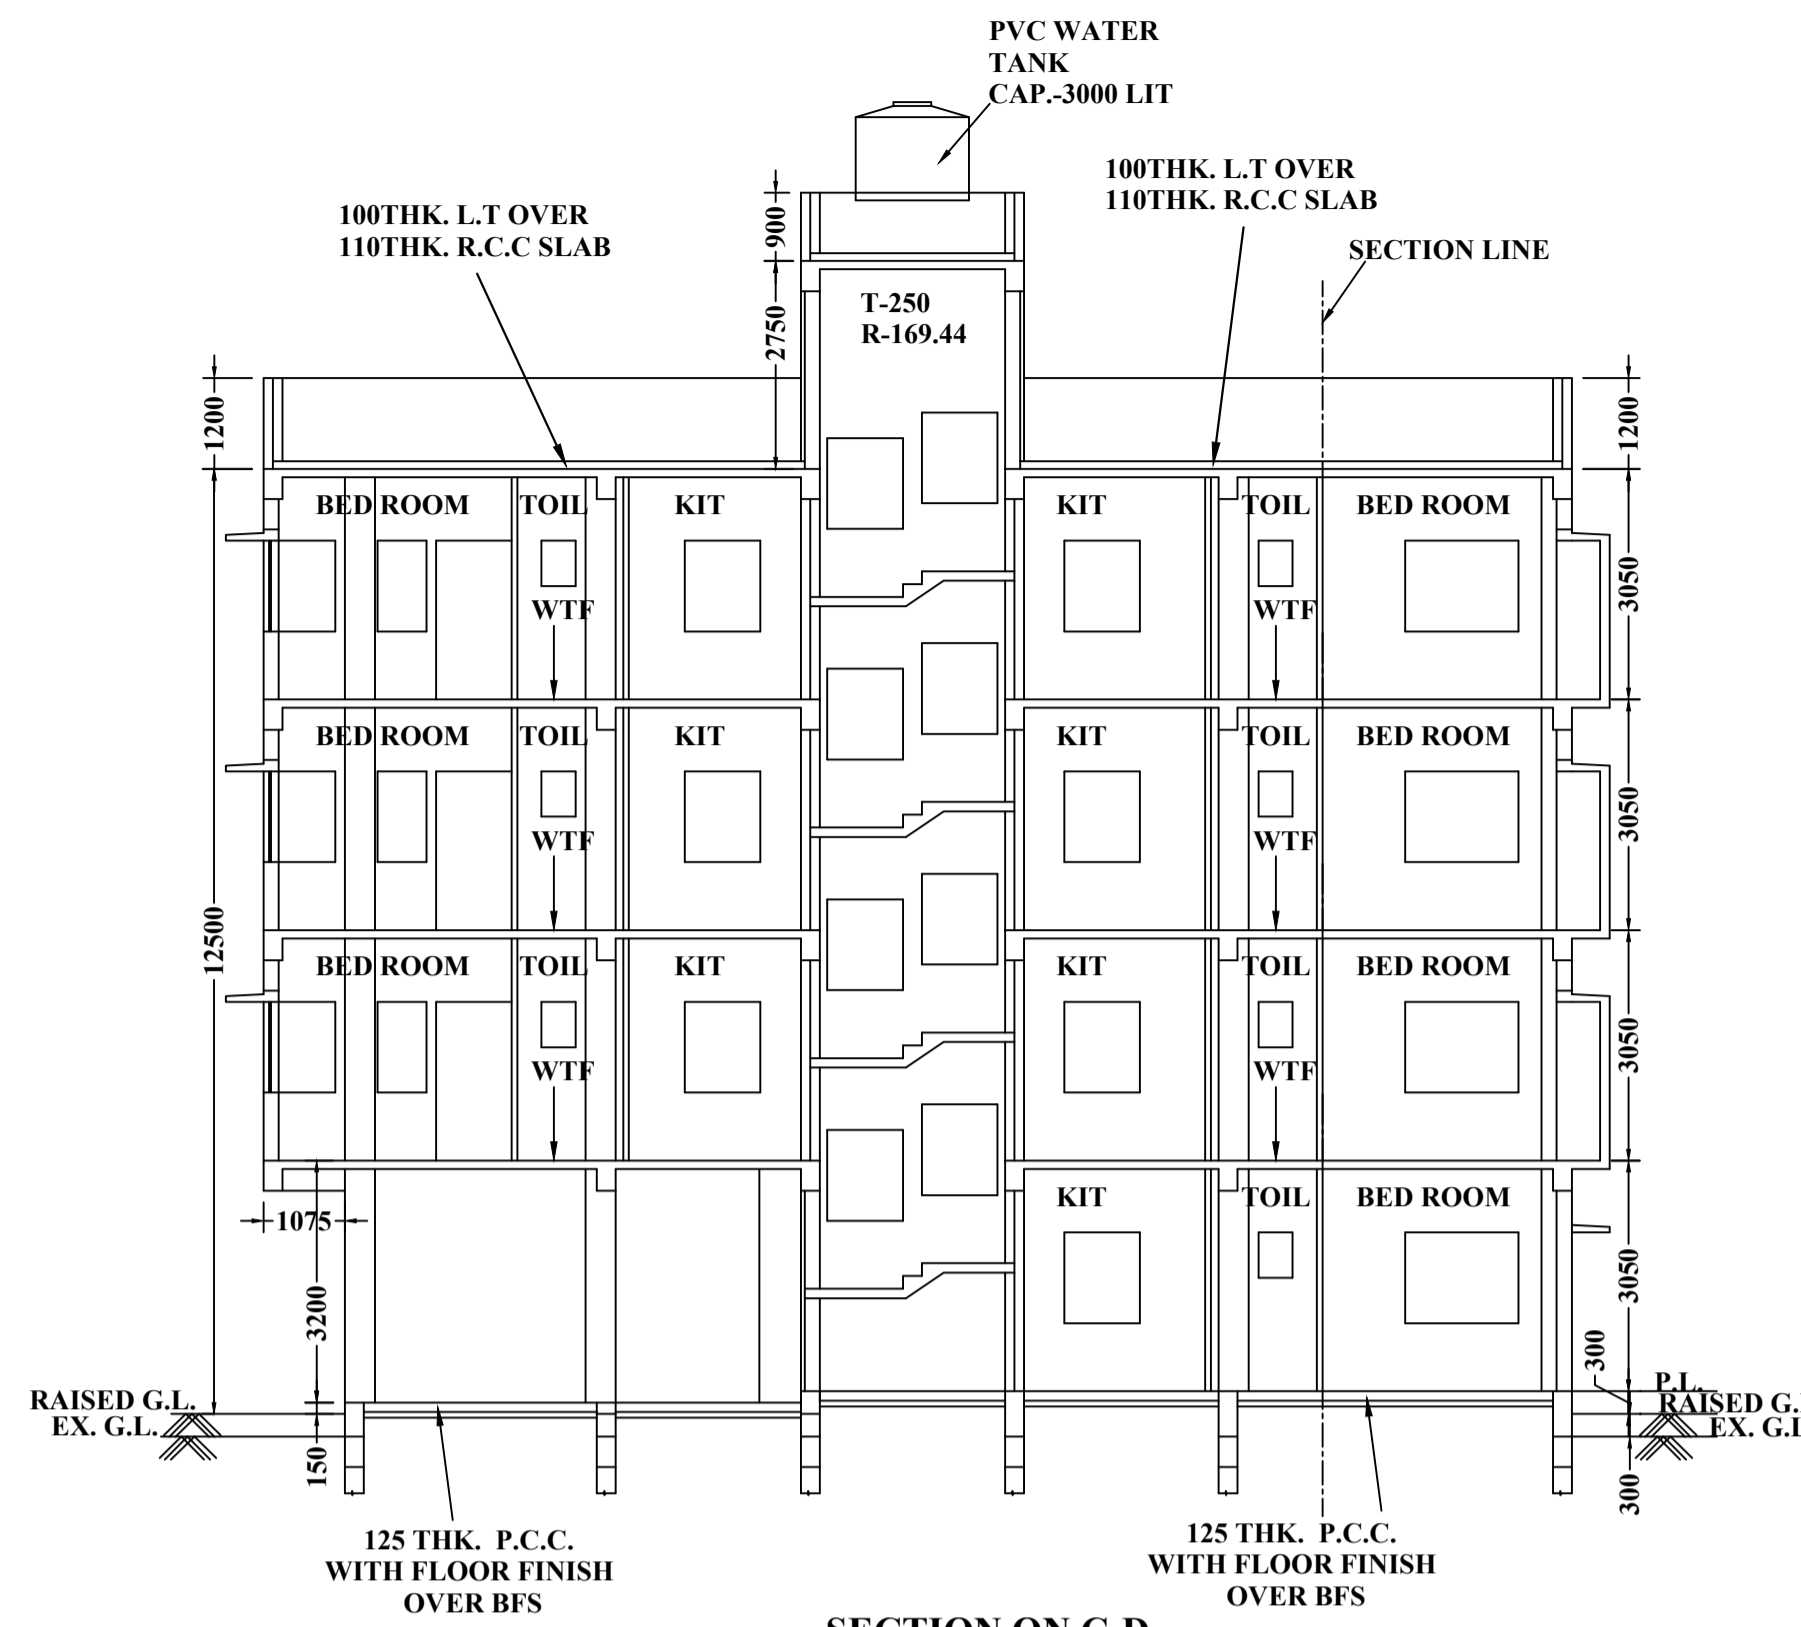 PVC WATER
TANK
CAP.-3000 LIT
100THK. L.T OVER
110THK. R.C.C SLAB
100THK. L.T OVER
110THK. R.C.C SLAB
SECTION LINE
900
2750
T-250
R-169.44
1200
1200
BED ROOM TOIL KIT KIT TOIL BED ROOM
3050
WTF WTF
BED ROOM TOIL KIT KIT TOIL BED ROOM
3050
WTF WTF
12500
BED ROOM TOIL KIT KIT TOIL BED ROOM
3050
WTF WTF
KIT TOIL BED ROOM
1075
3050
3200
300
P.L.
RAISED G.L.
EX. G.L.
RAISED G.
EX. G.
150
300
125 THK. P.C.C.
WITH FLOOR FINISH
OVER BFS
125 THK. P.C.C.
WITH FLOOR FINISH
OVER BFS
SECTION ON C-D